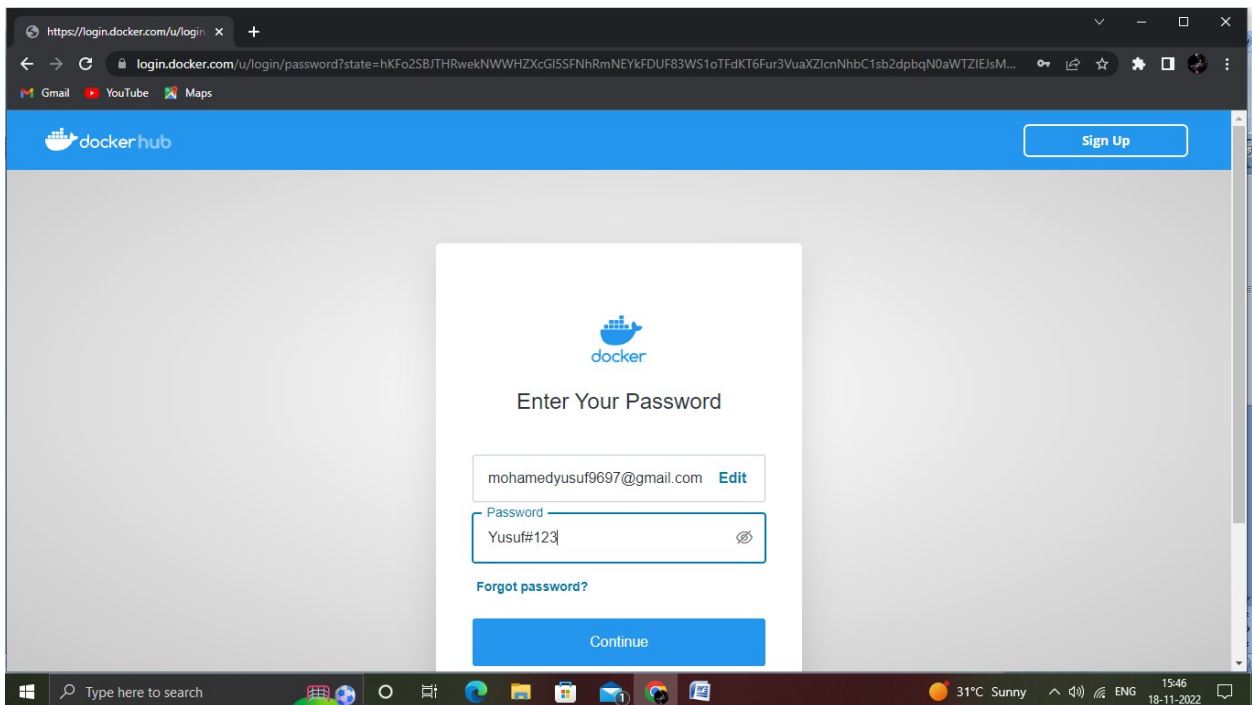 https://login.docker.com/u/login
login.docker.com/u/login/password?state=hKFo2SBJTHRwekNWWHZXcGI5SFNhRmNEYkFDUF83WS1oTFdKT6Fur3VuaXZlcnNhbC1sb2dpbqN0aWTZIEJsM...
Gmail YouTube Maps
dockerhub
Sign Up
docker
Enter Your Password
mohamedyusuf9697@gmail.com Edit
Password
Yusuf#123
Forgot password?
Continue
Type here to search
1
31°C Sunny
ENG
15:46
18-11-2022